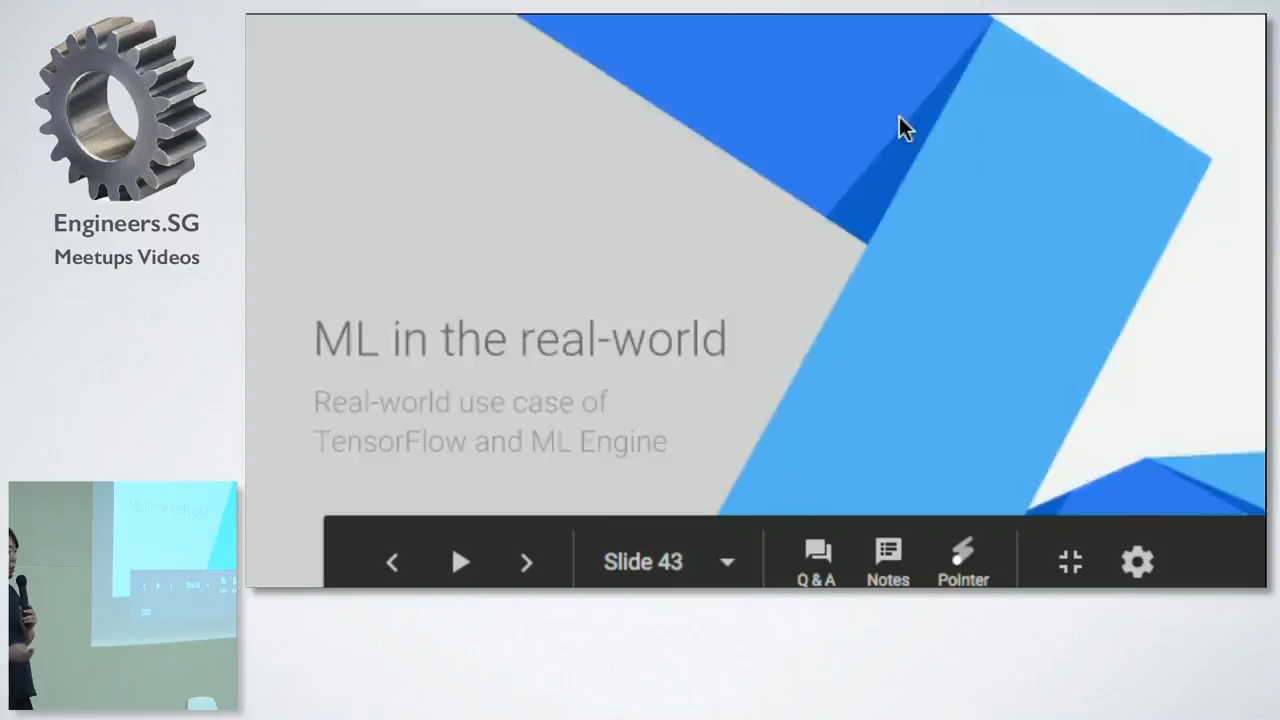 Engineers.SG
Meetups Videos
ML in the real-world
Real-world use case of
TensorFlow and ML Engine
Slide 43
Q & A
Notes
Pointer